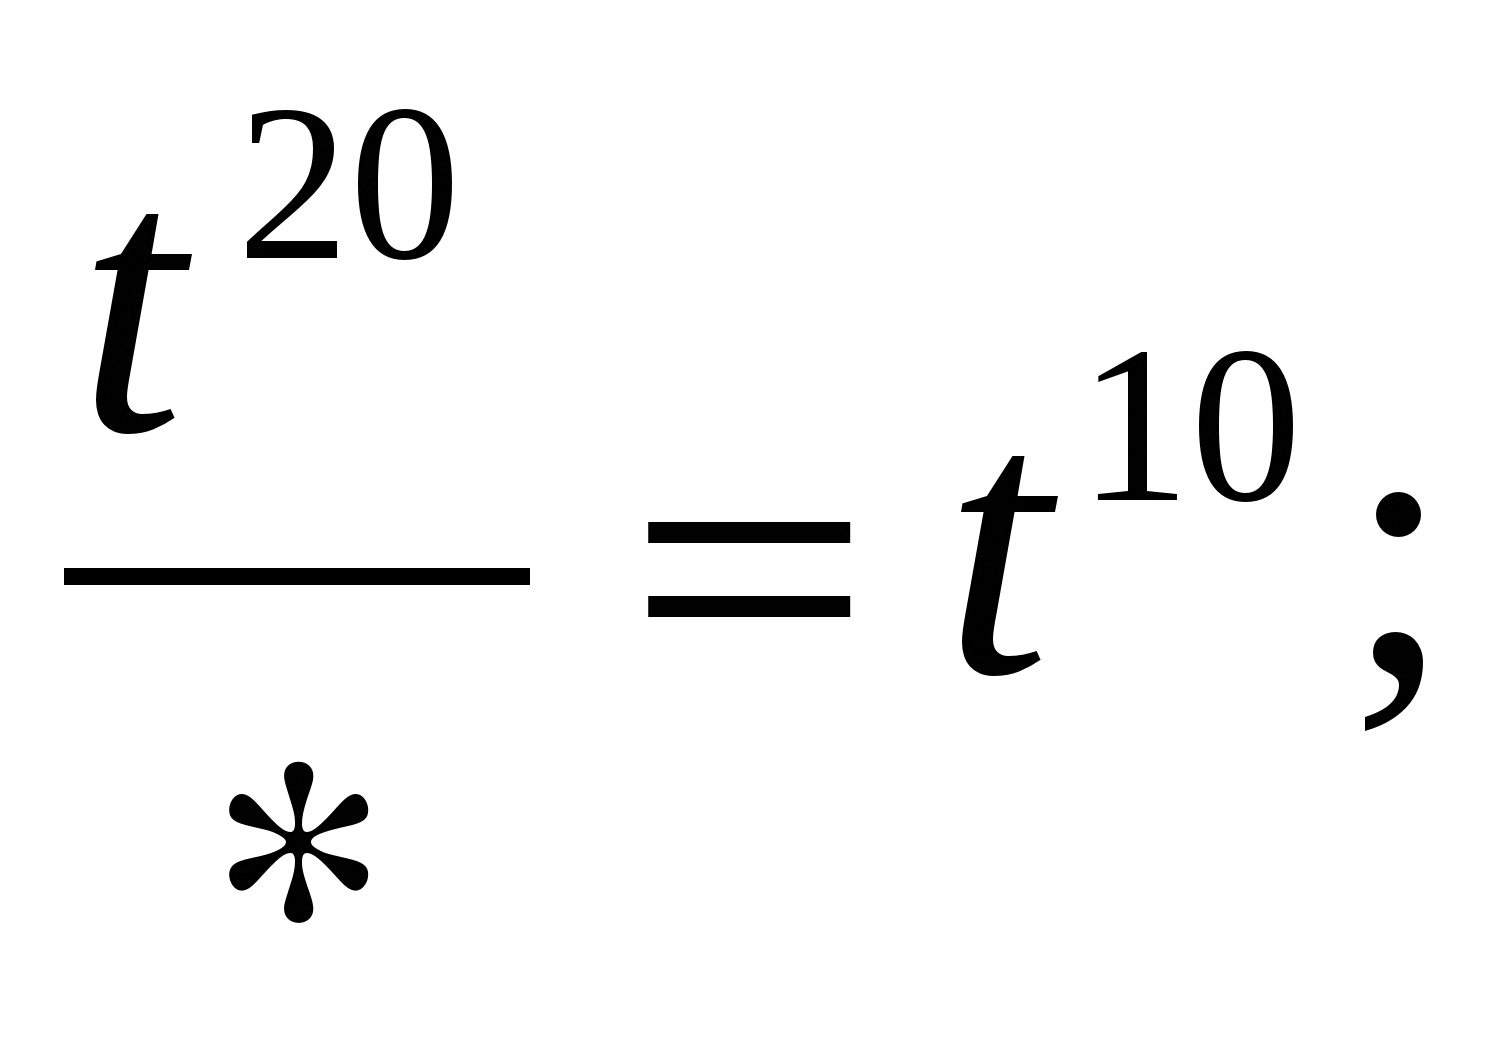 t^20 / * = t^10;